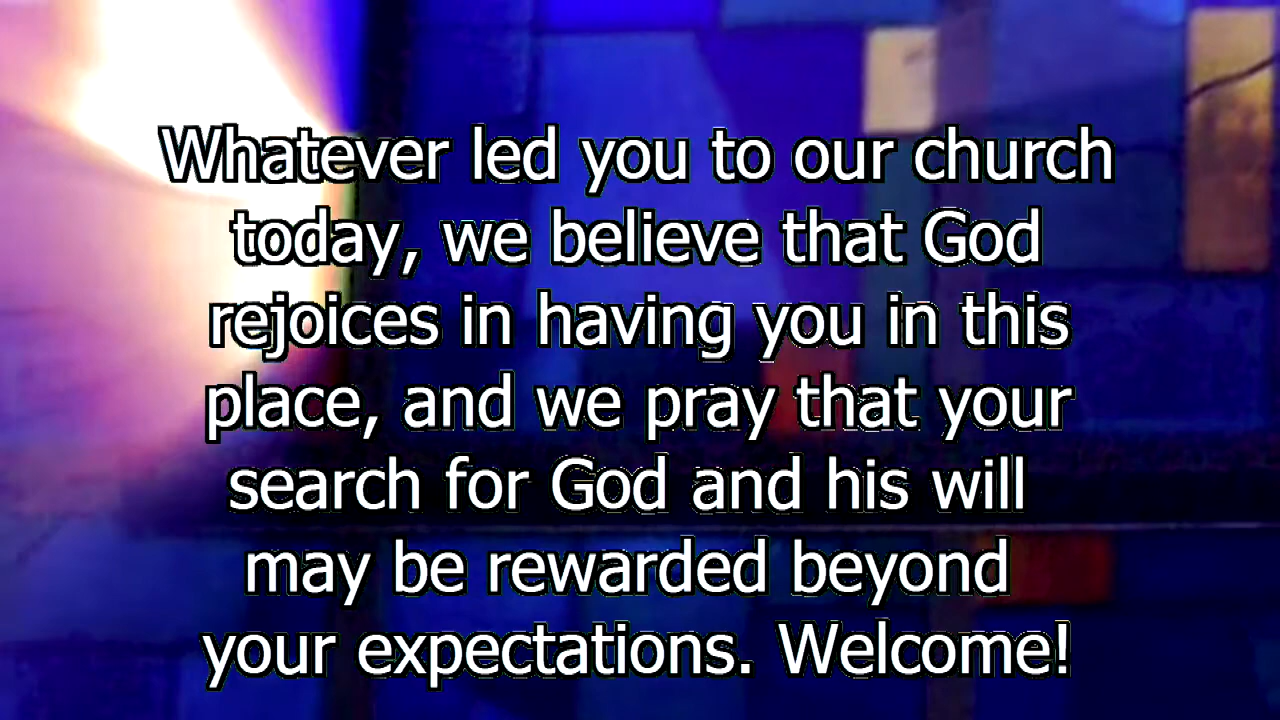 Whatever led you to our church
today, we believe that God
rejoices in having you in this
place, and we pray that your
search for God and his will
may be rewarded beyond
your expectations. Welcome!